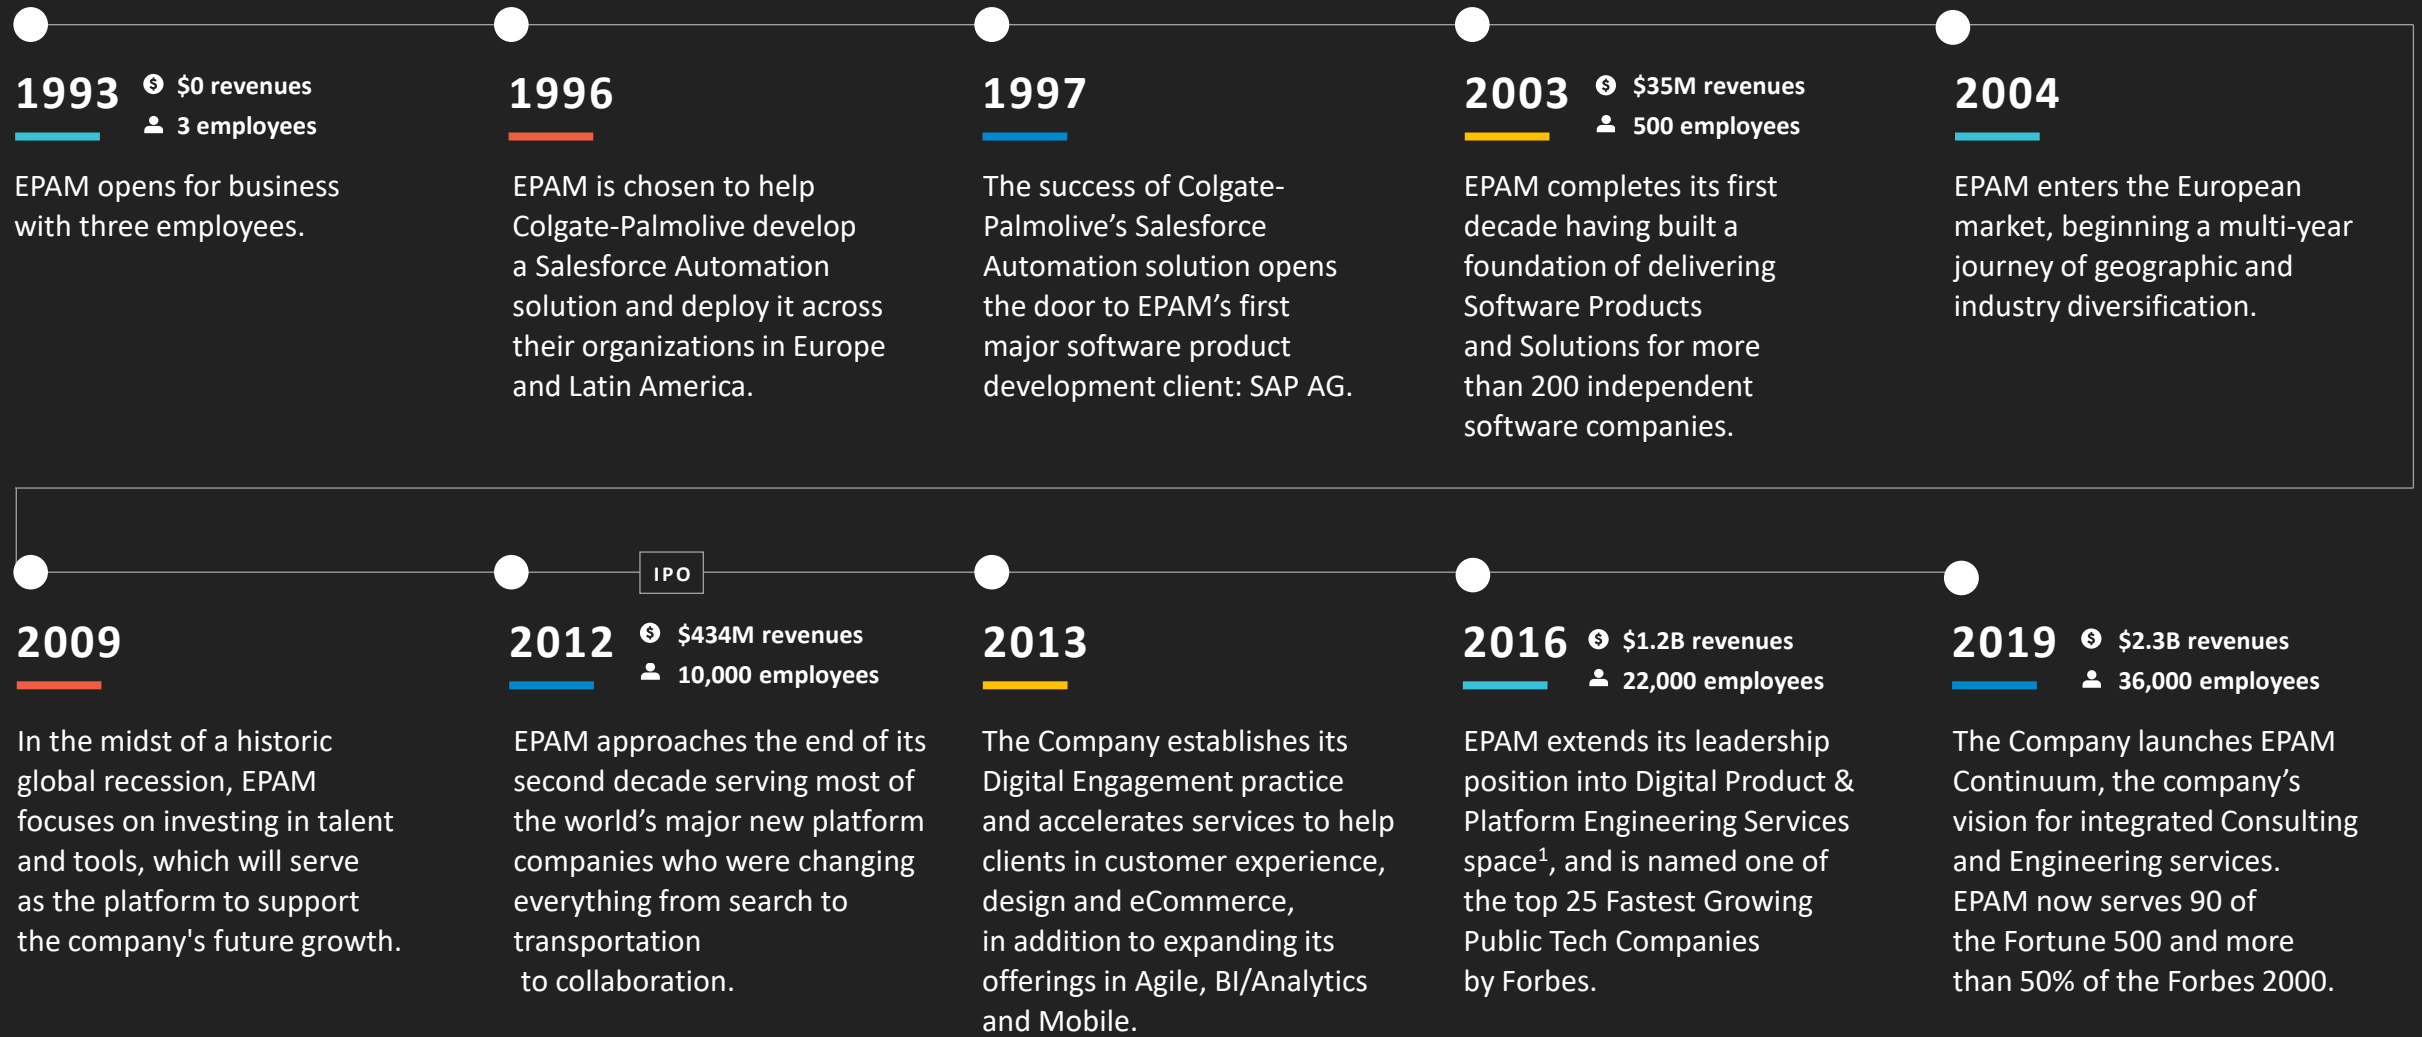 1993
$0 revenues
3 employees
EPAM opens for business
with three employees.
1996
EPAM is chosen to help
Colgate-Palmolive develop
a Salesforce Automation
solution and deploy it across
their organizations in Europe
and Latin America.
1997
The success of Colgate-
Palmolive’s Salesforce
Automation solution opens
the door to EPAM’s first
major software product
development client: SAP AG.
2003
$35M revenues
500 employees
EPAM completes its first
decade having built a
foundation of delivering
Software Products
and Solutions for more
than 200 independent
software companies.
2004
EPAM enters the European
market, beginning a multi-year
journey of geographic and
industry diversification.
2009
In the midst of a historic
global recession, EPAM
focuses on investing in talent
and tools, which will serve
as the platform to support
the company's future growth.
IPO
2012
$434M revenues
10,000 employees
EPAM approaches the end of its
second decade serving most of
the world’s major new platform
companies who were changing
everything from search to
transportation
to collaboration.
2013
The Company establishes its
Digital Engagement practice
and accelerates services to help
clients in customer experience,
design and eCommerce,
in addition to expanding its
offerings in Agile, BI/Analytics
and Mobile.
2016
$1.2B revenues
22,000 employees
EPAM extends its leadership
position into Digital Product &
Platform Engineering Services
space¹, and is named one of
the top 25 Fastest Growing
Public Tech Companies
by Forbes.
2019
$2.3B revenues
36,000 employees
The Company launches EPAM
Continuum, the company’s
vision for integrated Consulting
and Engineering services.
EPAM now serves 90 of
the Fortune 500 and more
than 50% of the Forbes 2000.